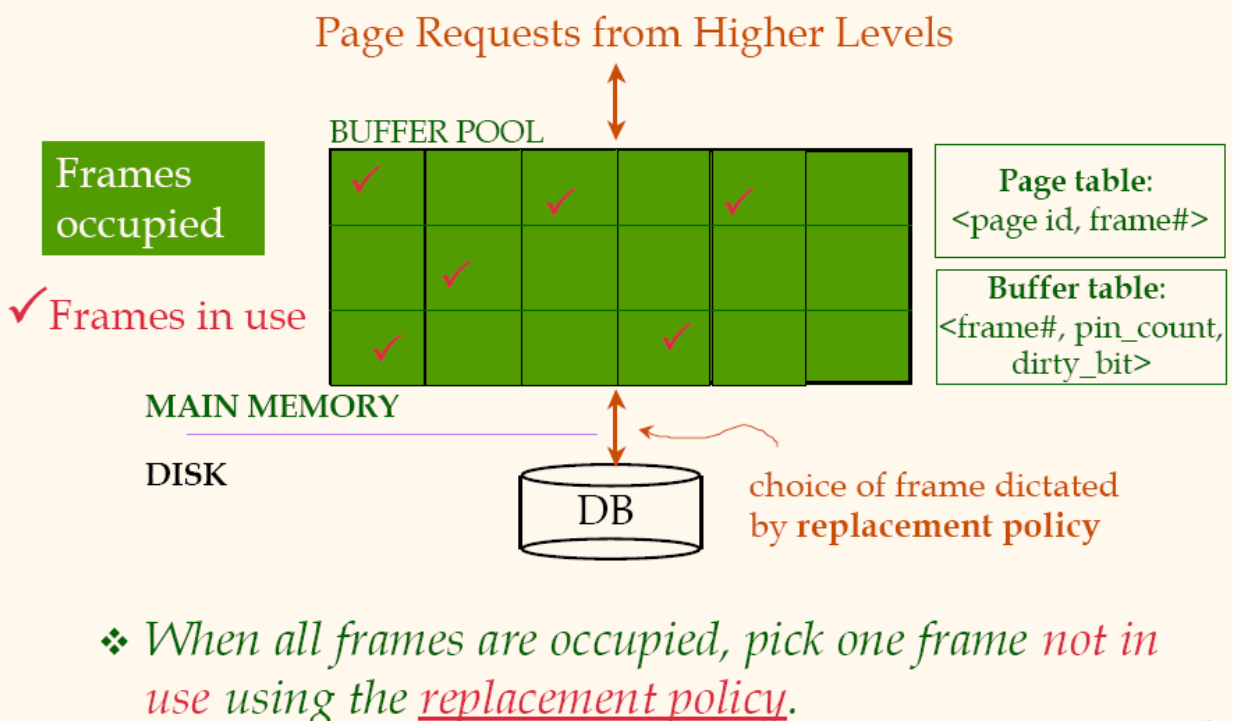 Page Requests from Higher Levels
BUFFER POOL
Frames
occupied
✓Frames in use
Page table:
<page id, frame#>
Buffer table:
<frame#, pin_count,
dirty_bit>
MAIN MEMORY
DISK
DB
choice of frame dictated
by replacement policy
❖ When all frames are occupied, pick one frame not in
use using the replacement policy.